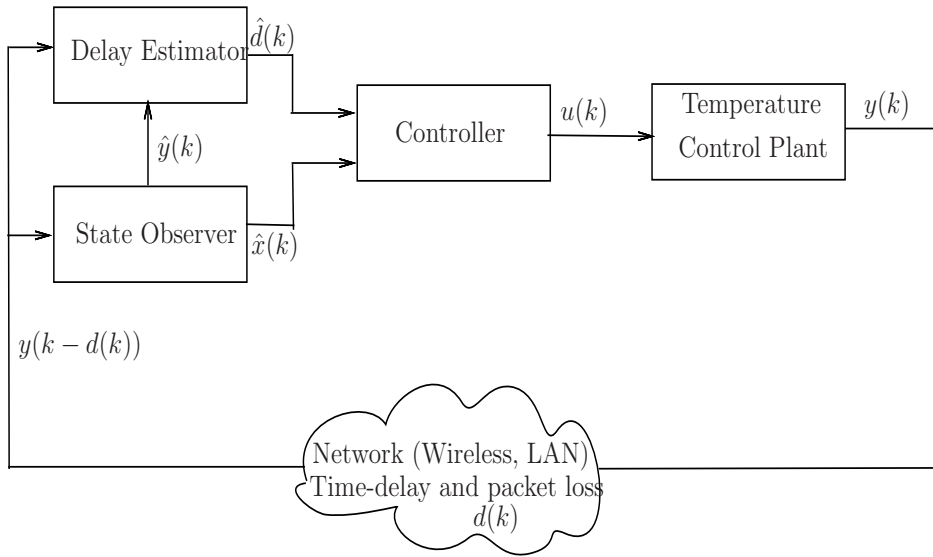 Delay Estimator
d̂(k)
Controller
u(k)
Temperature
Control Plant
y(k)
ŷ(k)
State Observer
x̂(k)
y(k − d(k))
Network (Wireless, LAN)
Time-delay and packet loss
d(k)